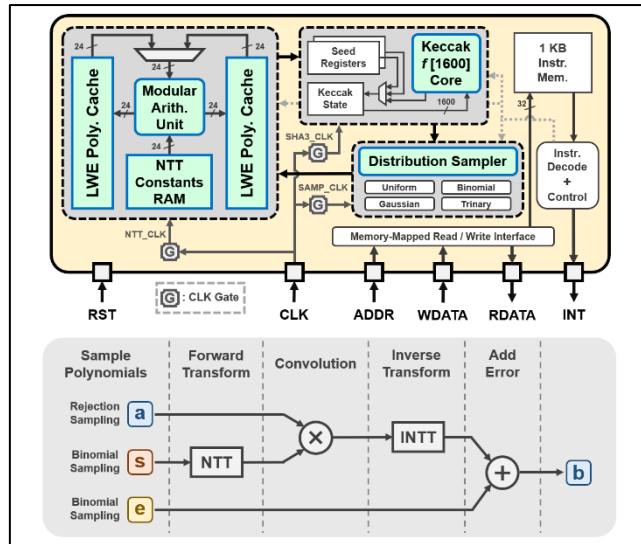 24
24
24
Seed
Registers
Keccak
f [1600]
Core
1 KB
Instr.
Mem.
LWE Poly. Cache
24
Modular
Arith.
Unit
24
LWE Poly. Cache
Keccak
State
1600
32
24
NTT
Constants
RAM
SHA3_CLK
G
Distribution Sampler
Uniform
Binomial
Gaussian
Trinary
Instr.
Decode
+
Control
SAMP_CLK
G
NTT_CLK
G
Memory-Mapped Read / Write Interface
RST
G : CLK Gate
CLK
ADDR
WDATA
RDATA
INT
Sample
Polynomials
Forward
Transform
Convolution
Inverse
Transform
Add
Error
Rejection
Sampling
a
×
Binomial
Sampling
s
NTT
INTT
+
b
Binomial
Sampling
e